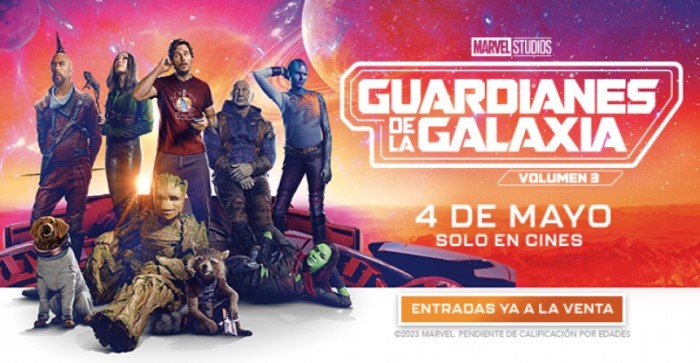 MARVEL STUDIOS
GUARDIANES
DE LA GALAXIA
VOLUMEN 3
4 DE MAYO
SOLO EN CINES
ENTRADAS YA A LA VENTA
©2023 MARVEL. PENDIENTE DE CALIFICACIÓN POR EDADES